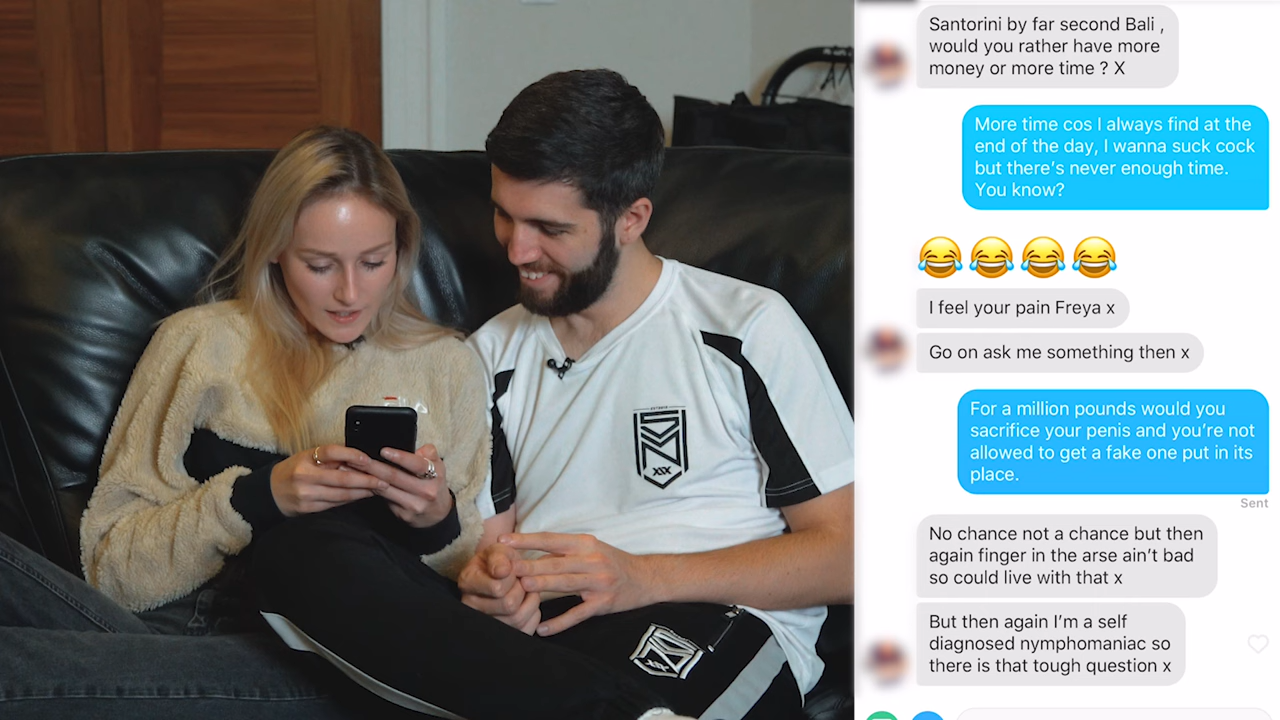 Santorini by far second Bali ,
would you rather have more
money or more time ? X
More time cos I always find at the
end of the day, I wanna suck cock
but there's never enough time.
You know?
😂😂😂😂
I feel your pain Freya x
Go on ask me something then x
For a million pounds would you
sacrifice your penis and you're not
allowed to get a fake one put in its
place.
Sent
No chance not a chance but then
again finger in the arse ain't bad
so could live with that x
But then again I'm a self
diagnosed nymphomaniac so
there is that tough question x
XIX